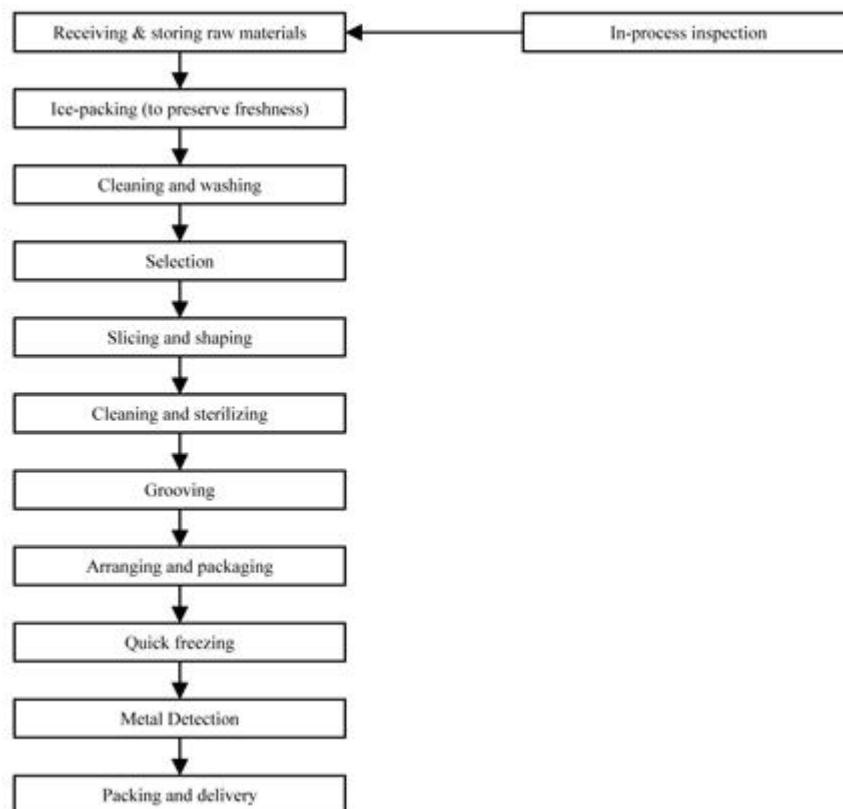 Receiving & storing raw materials
In-process inspection
Ice-packing (to preserve freshness)
Cleaning and washing
Selection
Slicing and shaping
Cleaning and sterilizing
Grooving
Arranging and packaging
Quick freezing
Metal Detection
Packing and delivery